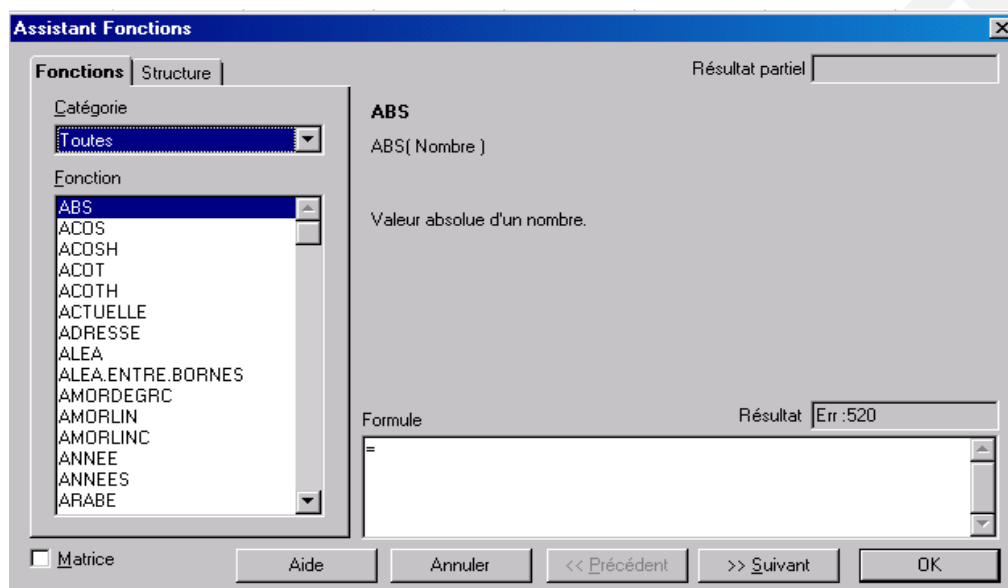 Assistant Fonctions
Fonctions Structure
Résultat partiel
Catégorie
Toutes
Fonction
ABS
ACOS
ACOSH
ACOT
ACOTH
ACTUELLE
ADRESSE
ALEA
ALEA.ENTRE.BORNES
AMORDEGRC
AMORLIN
AMORLINC
ANNEE
ANNEES
ARABE
ABS
ABS( Nombre )
Valeur absolue d'un nombre.
Formule
Résultat Err :520
=
Matrice
Aide
Annuler
<< Précédent
>> Suivant
OK